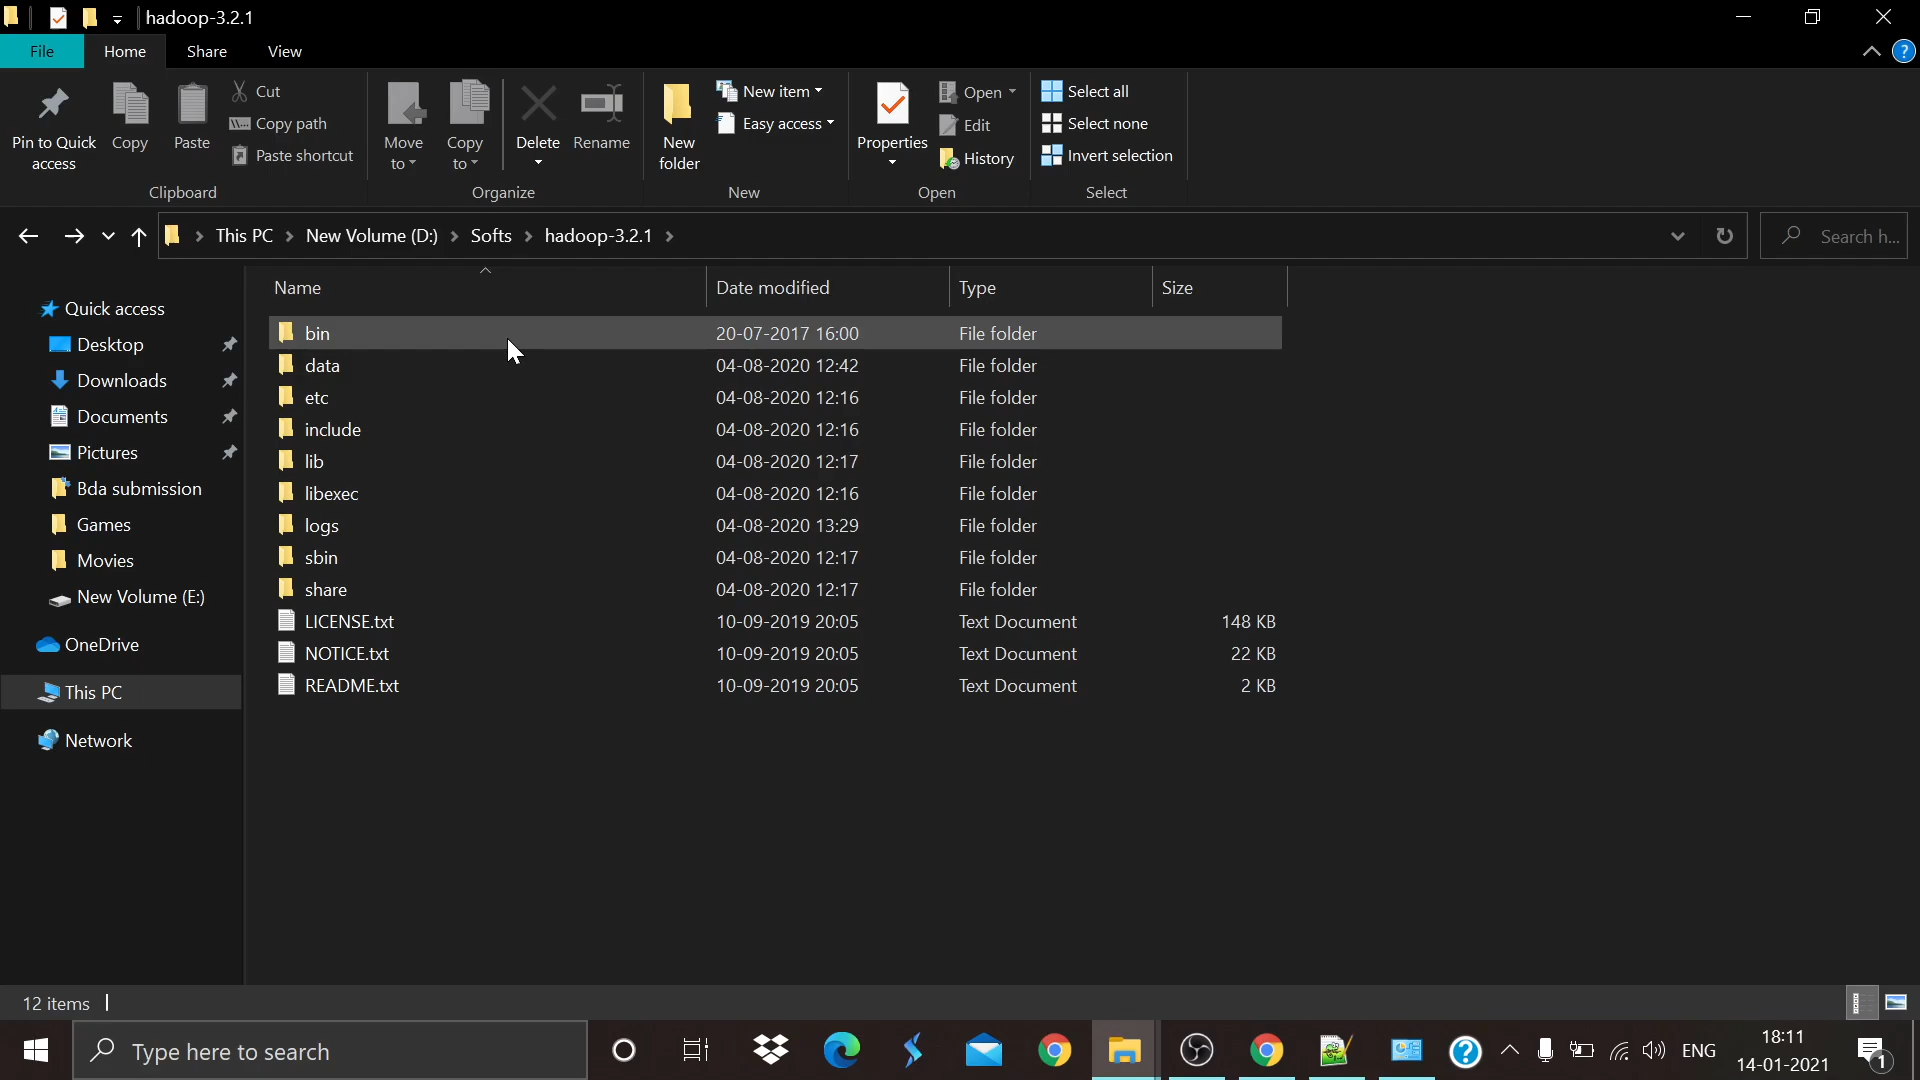 hadoop-3.2.1
File Home Share View
Pin to Quick access
Copy
Paste
Cut
Copy path
Paste shortcut
Clipboard
Move to
Copy to
Delete
Rename
Organize
New folder
New item
Easy access
New
Properties
Open
Edit
History
Open
Select all
Select none
Invert selection
Select
This PC New Volume (D:) Softs hadoop-3.2.1
Search h...
Quick access
Desktop
Downloads
Documents
Pictures
Bda submission
Games
Movies
New Volume (E:)
OneDrive
This PC
Network
Name Date modified Type Size
bin 20-07-2017 16:00 File folder
data 04-08-2020 12:42 File folder
etc 04-08-2020 12:16 File folder
include 04-08-2020 12:16 File folder
lib 04-08-2020 12:17 File folder
libexec 04-08-2020 12:16 File folder
logs 04-08-2020 13:29 File folder
sbin 04-08-2020 12:17 File folder
share 04-08-2020 12:17 File folder
LICENSE.txt 10-09-2019 20:05 Text Document 148 KB
NOTICE.txt 10-09-2019 20:05 Text Document 22 KB
README.txt 10-09-2019 20:05 Text Document 2 KB
12 items
Type here to search
ENG
18:11
14-01-2021
1